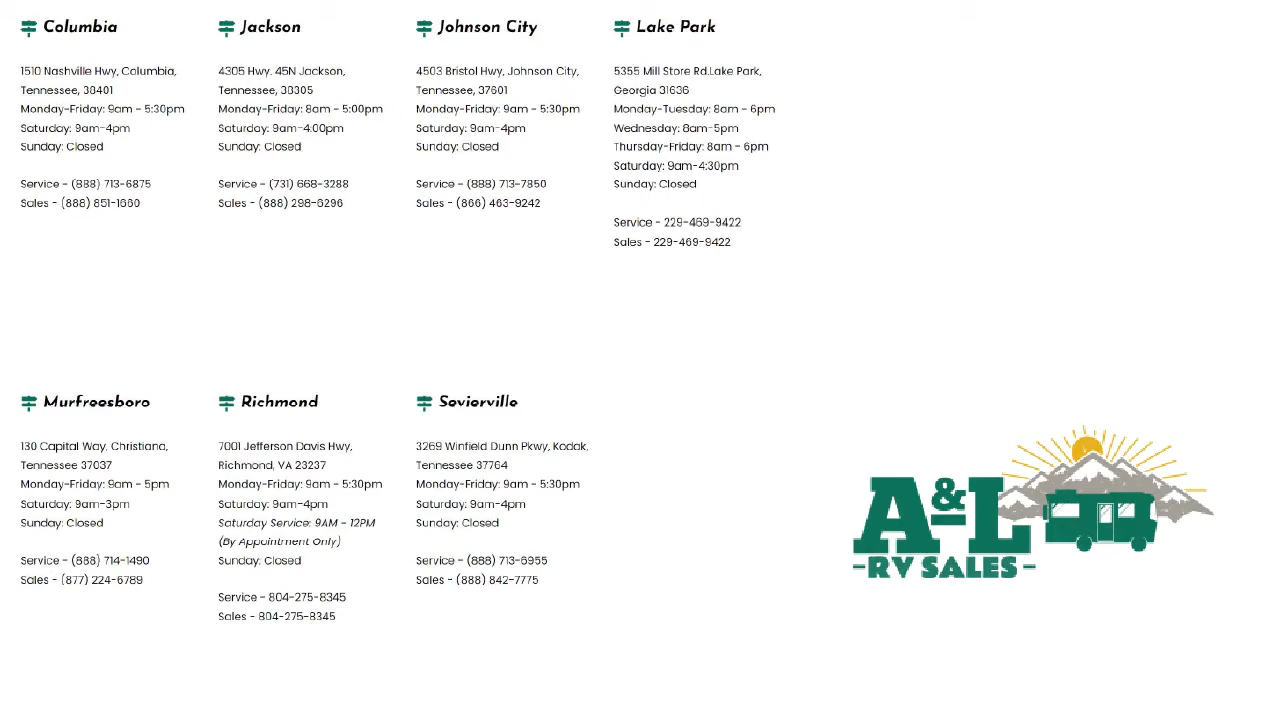 Columbia
1510 Nashville Hwy, Columbia,
Tennessee, 38401
Monday-Friday: 9am - 5:30pm
Saturday: 9am-4pm
Sunday: Closed
Service - (888) 713-6875
Sales - (888) 851-1660
Jackson
4305 Hwy. 45N Jackson,
Tennessee, 38305
Monday-Friday: 8am - 5:00pm
Saturday: 9am-4:00pm
Sunday: Closed
Service - (731) 668-3288
Sales - (888) 298-6296
Johnson City
4503 Bristol Hwy, Johnson City,
Tennessee, 37601
Monday-Friday: 9am - 5:30pm
Saturday: 9am-4pm
Sunday: Closed
Service - (888) 713-7850
Sales - (866) 463-9242
Lake Park
5355 Mill Store Rd.Lake Park,
Georgia 31636
Monday-Tuesday: 8am - 6pm
Wednesday: 8am-5pm
Thursday-Friday: 8am - 6pm
Saturday: 9am-4:30pm
Sunday: Closed
Service - 229-469-9422
Sales - 229-469-9422
Murfreesboro
130 Capital Way, Christiana,
Tennessee 37037
Monday-Friday: 9am - 5pm
Saturday: 9am-3pm
Sunday: Closed
Service - (888) 714-1490
Sales - (877) 224-6789
Richmond
7001 Jefferson Davis Hwy,
Richmond, VA 23237
Monday-Friday: 9am - 5:30pm
Saturday: 9am-4pm
Saturday Service: 9AM - 12PM
(By Appointment Only)
Sunday: Closed
Service - 804-275-8345
Sales - 804-275-8345
Sevierville
3269 Winfield Dunn Pkwy, Kodak,
Tennessee 37764
Monday-Friday: 9am - 5:30pm
Saturday: 9am-4pm
Sunday: Closed
Service - (888) 713-6955
Sales - (888) 842-7775
A&L
-RV SALES-